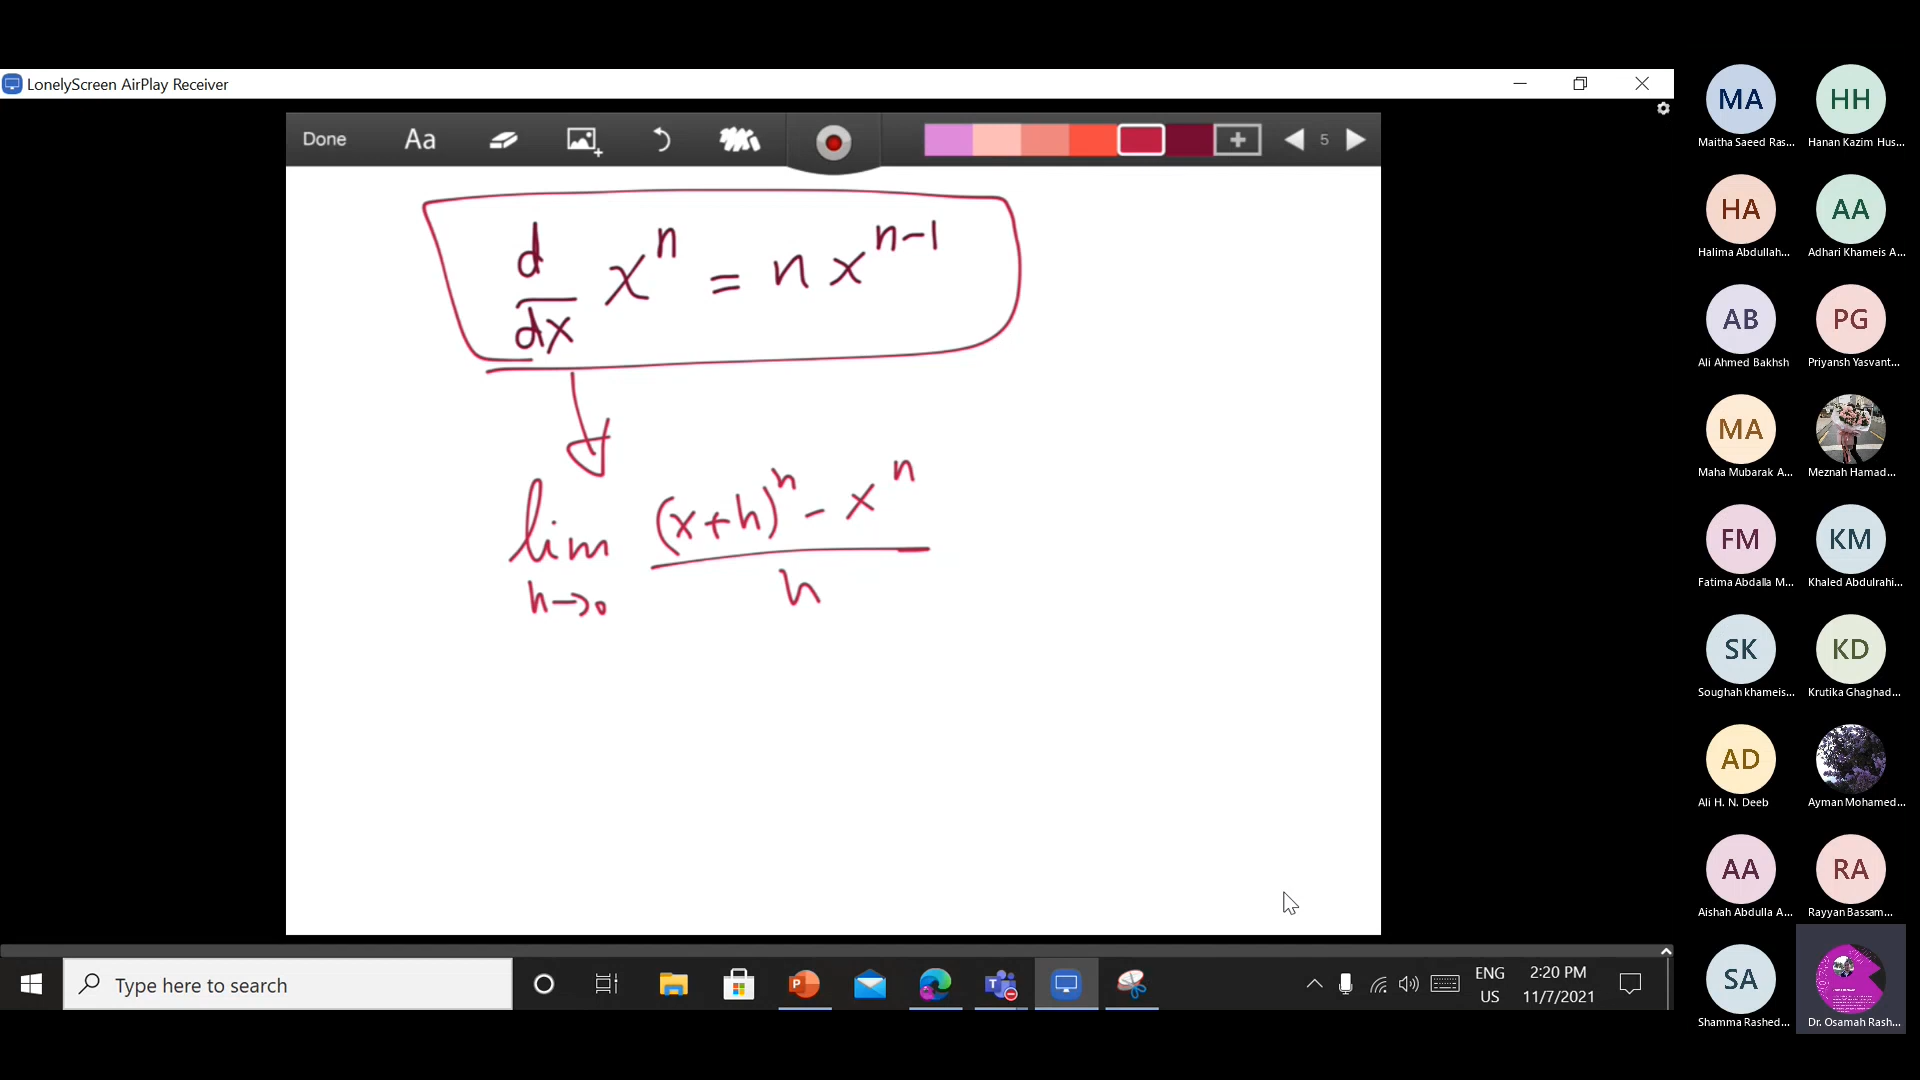 LonelyScreen AirPlay Receiver
Done Aa 5
d/dx x^n = n x^(n-1)
lim h→0 ((x+h)^n - x^n)/h
MA HH
Maitha Saeed Ras... Hanan Kazim Hus...
HA AA
Halima Abdullah... Adhari Khameis A...
AB PG
Ali Ahmed Bakhsh Priyansh Yasvant...
MA
Maha Mubarak A... Meznah Hamad...
FM KM
Fatima Abdalla M... Khaled Abdulrahi...
SK KD
Soughah khameis... Krutika Ghaghad...
AD
Ali H. N. Deeb Ayman Mohamed...
AA RA
Aishah Abdulla A... Rayyan Bassam...
SA
Shamma Rashed... Dr. Osamah Rash...
Type here to search
ENG 2:20 PM
US 11/7/2021